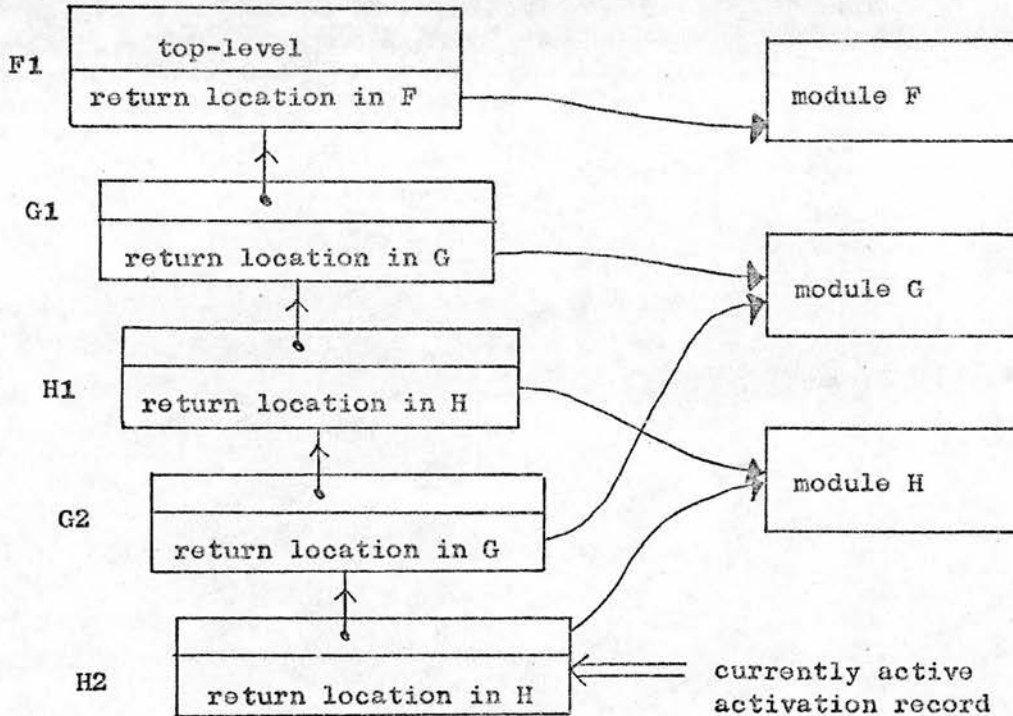 F1
top-level
return location in F
module F
G1
return location in G
module G
H1
return location in H
module H
G2
return location in G
H2
return location in H
currently active
activation record